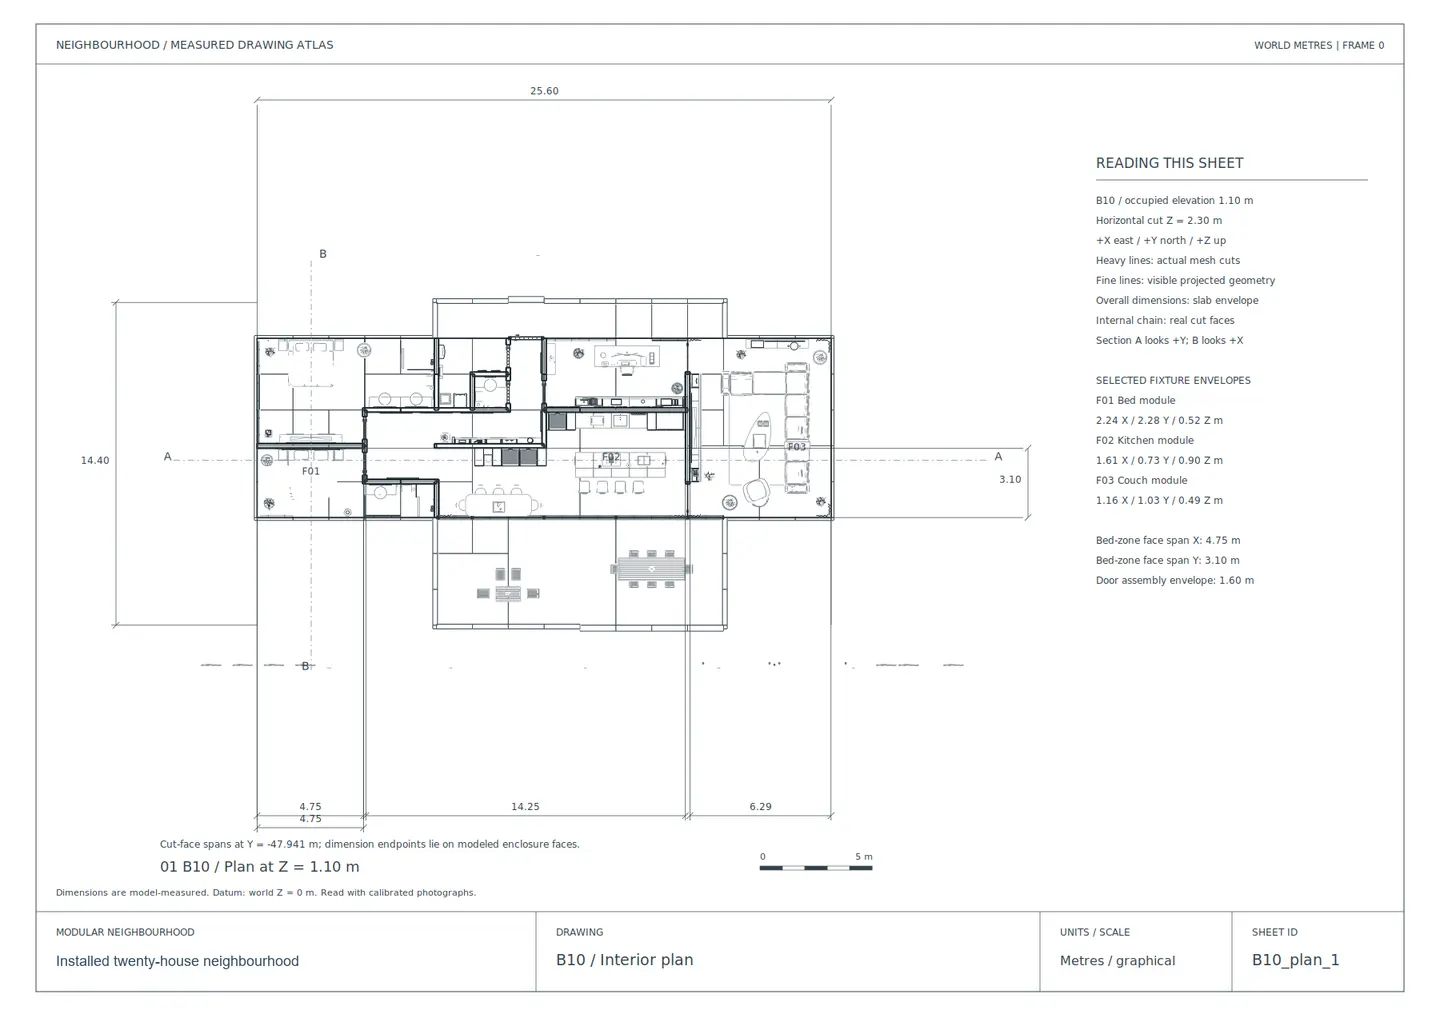 NEIGHBOURHOOD / MEASURED DRAWING ATLAS
WORLD METRES | FRAME 0
25.60
READING THIS SHEET
B10 / occupied elevation 1.10 m
Horizontal cut Z = 2.30 m
+X east / +Y north / +Z up
Heavy lines: actual mesh cuts
Fine lines: visible projected geometry
Overall dimensions: slab envelope
Internal chain: real cut faces
Section A looks +Y; B looks +X
SELECTED FIXTURE ENVELOPES
F01 Bed module
2.24 X / 2.28 Y / 0.52 Z m
F02 Kitchen module
1.61 X / 0.73 Y / 0.90 Z m
F03 Couch module
1.16 X / 1.03 Y / 0.49 Z m
Bed-zone face span X: 4.75 m
Bed-zone face span Y: 3.10 m
Door assembly envelope: 1.60 m
B
14.40
A
F01
F02
F03
A
3.10
B
4.75
14.25
6.29
4.75
Cut-face spans at Y = -47.941 m; dimension endpoints lie on modeled enclosure faces.
01 B10 / Plan at Z = 1.10 m
0
5 m
Dimensions are model-measured. Datum: world Z = 0 m. Read with calibrated photographs.
MODULAR NEIGHBOURHOOD
Installed twenty-house neighbourhood
DRAWING
B10 / Interior plan
UNITS / SCALE
Metres / graphical
SHEET ID
B10_plan_1